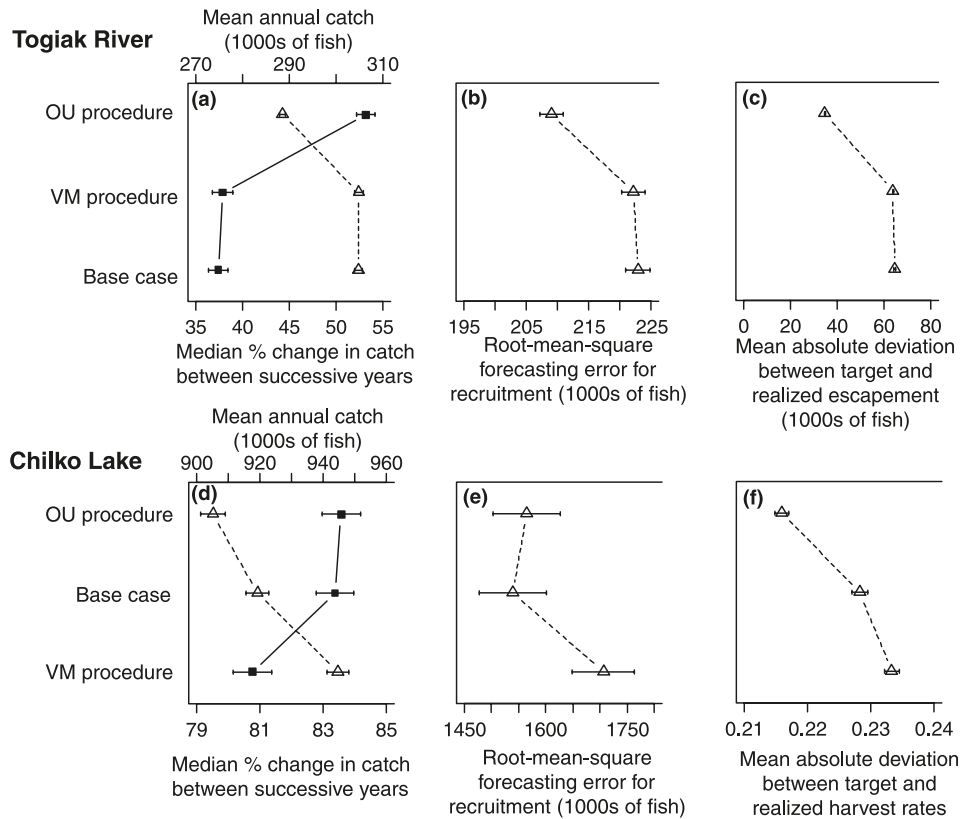 Mean annual catch
(1000s of fish)
Togiak River
270 290 310
(a) (b) (c)
OU procedure
VM procedure
Base case
35 40 45 50 55
195 205 215 225
0 20 40 60 80
Median % change in catch
between successive years
Root-mean-square
forecasting error for
recruitment (1000s of fish)
Mean absolute deviation
between target and
realized escapement
(1000s of fish)
Mean annual catch
(1000s of fish)
Chilko Lake
900 920 940 960
(d) (e) (f)
OU procedure
Base case
VM procedure
79 81 83 85
1450 1600 1750
0.21 0.22 0.23 0.24
Median % change in catch
between successive years
Root-mean-square
forecasting error for
recruitment (1000s of fish)
Mean absolute deviation
between target and
realized harvest rates